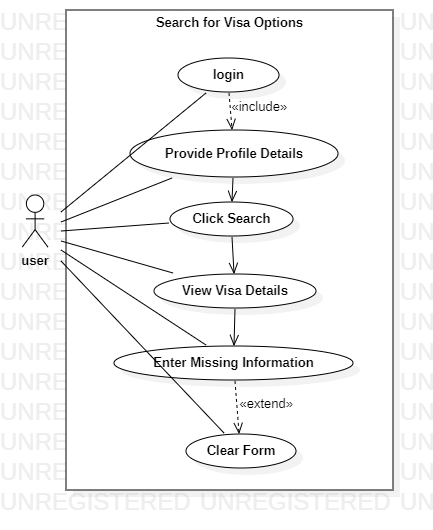 Search for Visa Options
login
«include»
Provide Profile Details
Click Search
user
View Visa Details
Enter Missing Information
«extend»
Clear Form
UNREGISTERED UNREGISTERED UN